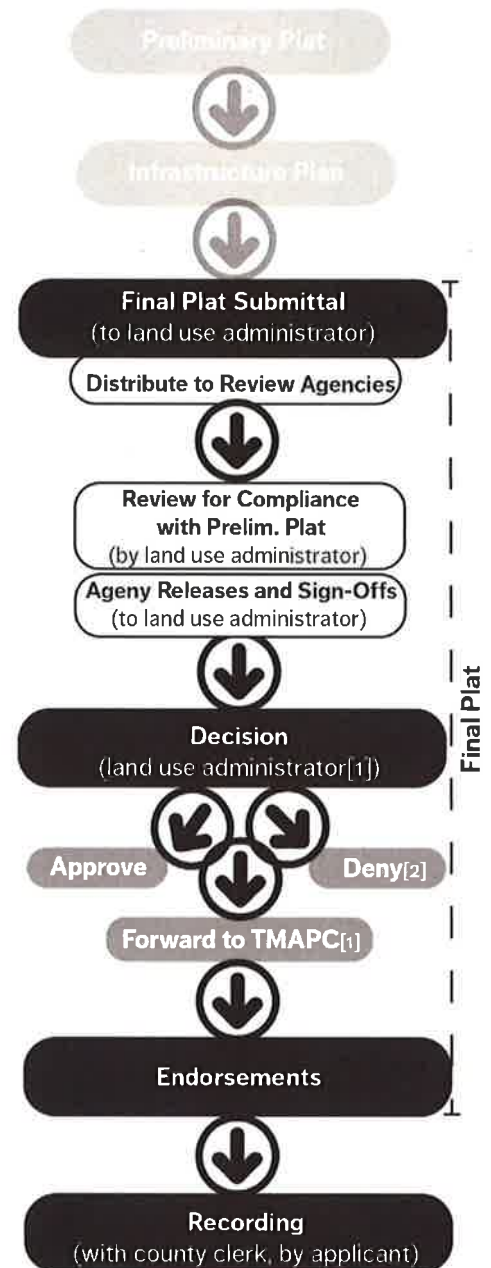 Preliminary Plat
Infrastructure Plan
Final Plat Submittal
(to land use administrator)
Distribute to Review Agencies
Review for Compliance
with Prelim. Plat
(by land use administrator)
Ageny Releases and Sign-Offs
(to land use administrator)
Decision
(land use administrator[1])
Approve
Deny[2]
Forward to TMAPC[1]
Endorsements
Recording
(with county clerk, by applicant)
Final Plat